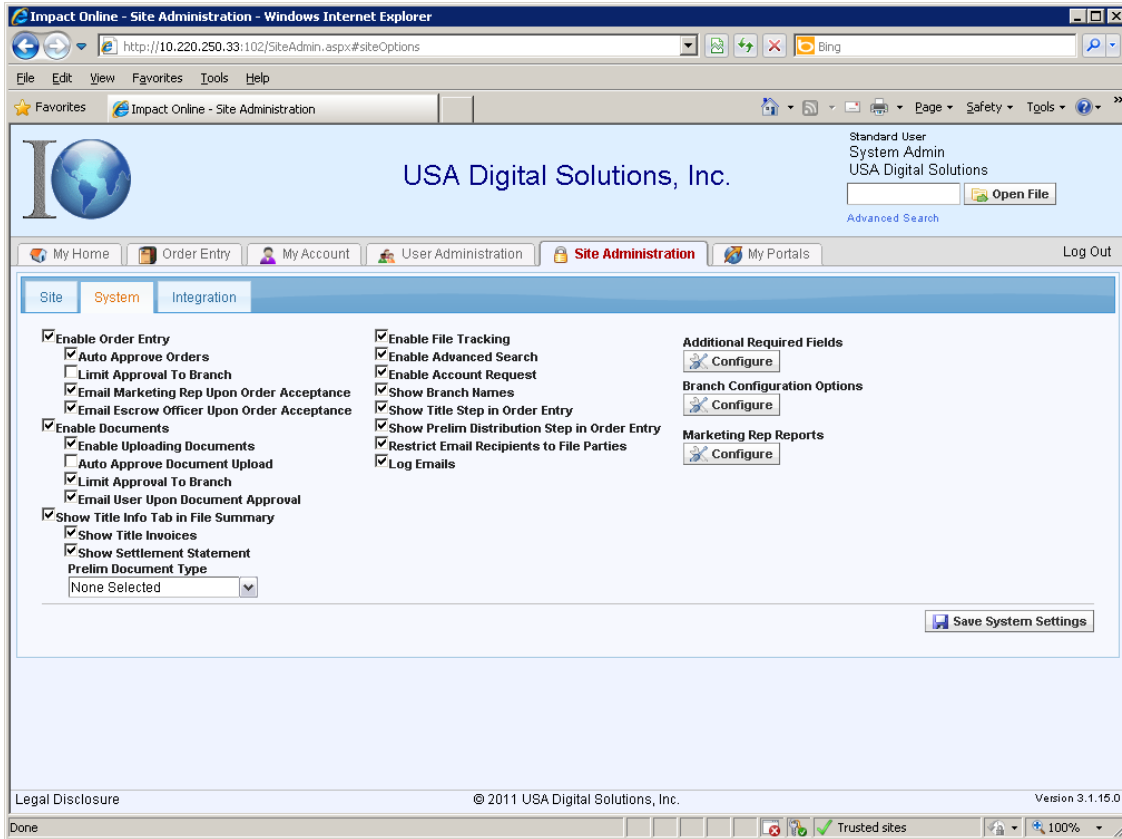 Impact Online - Site Administration - Windows Internet Explorer
http://10.220.250.33:102/SiteAdmin.aspx#siteOptions
Bing
File Edit View Favorites Tools Help
Favorites Impact Online - Site Administration Page Safety Tools »
IO
USA Digital Solutions, Inc.
Standard User
System Admin
USA Digital Solutions
Open File
Advanced Search
My Home Order Entry My Account User Administration Site Administration My Portals Log Out
Site System Integration
Enable Order Entry
Auto Approve Orders
Limit Approval To Branch
Email Marketing Rep Upon Order Acceptance
Email Escrow Officer Upon Order Acceptance
Enable Documents
Enable Uploading Documents
Auto Approve Document Upload
Limit Approval To Branch
Email User Upon Document Approval
Show Title Info Tab in File Summary
Show Title Invoices
Show Settlement Statement
Prelim Document Type
None Selected
Enable File Tracking
Enable Advanced Search
Enable Account Request
Show Branch Names
Show Title Step in Order Entry
Show Prelim Distribution Step in Order Entry
Restrict Email Recipients to File Parties
Log Emails
Additional Required Fields
Configure
Branch Configuration Options
Configure
Marketing Rep Reports
Configure
Save System Settings
Legal Disclosure © 2011 USA Digital Solutions, Inc. Version 3.1.15.0
Done Trusted sites 100%